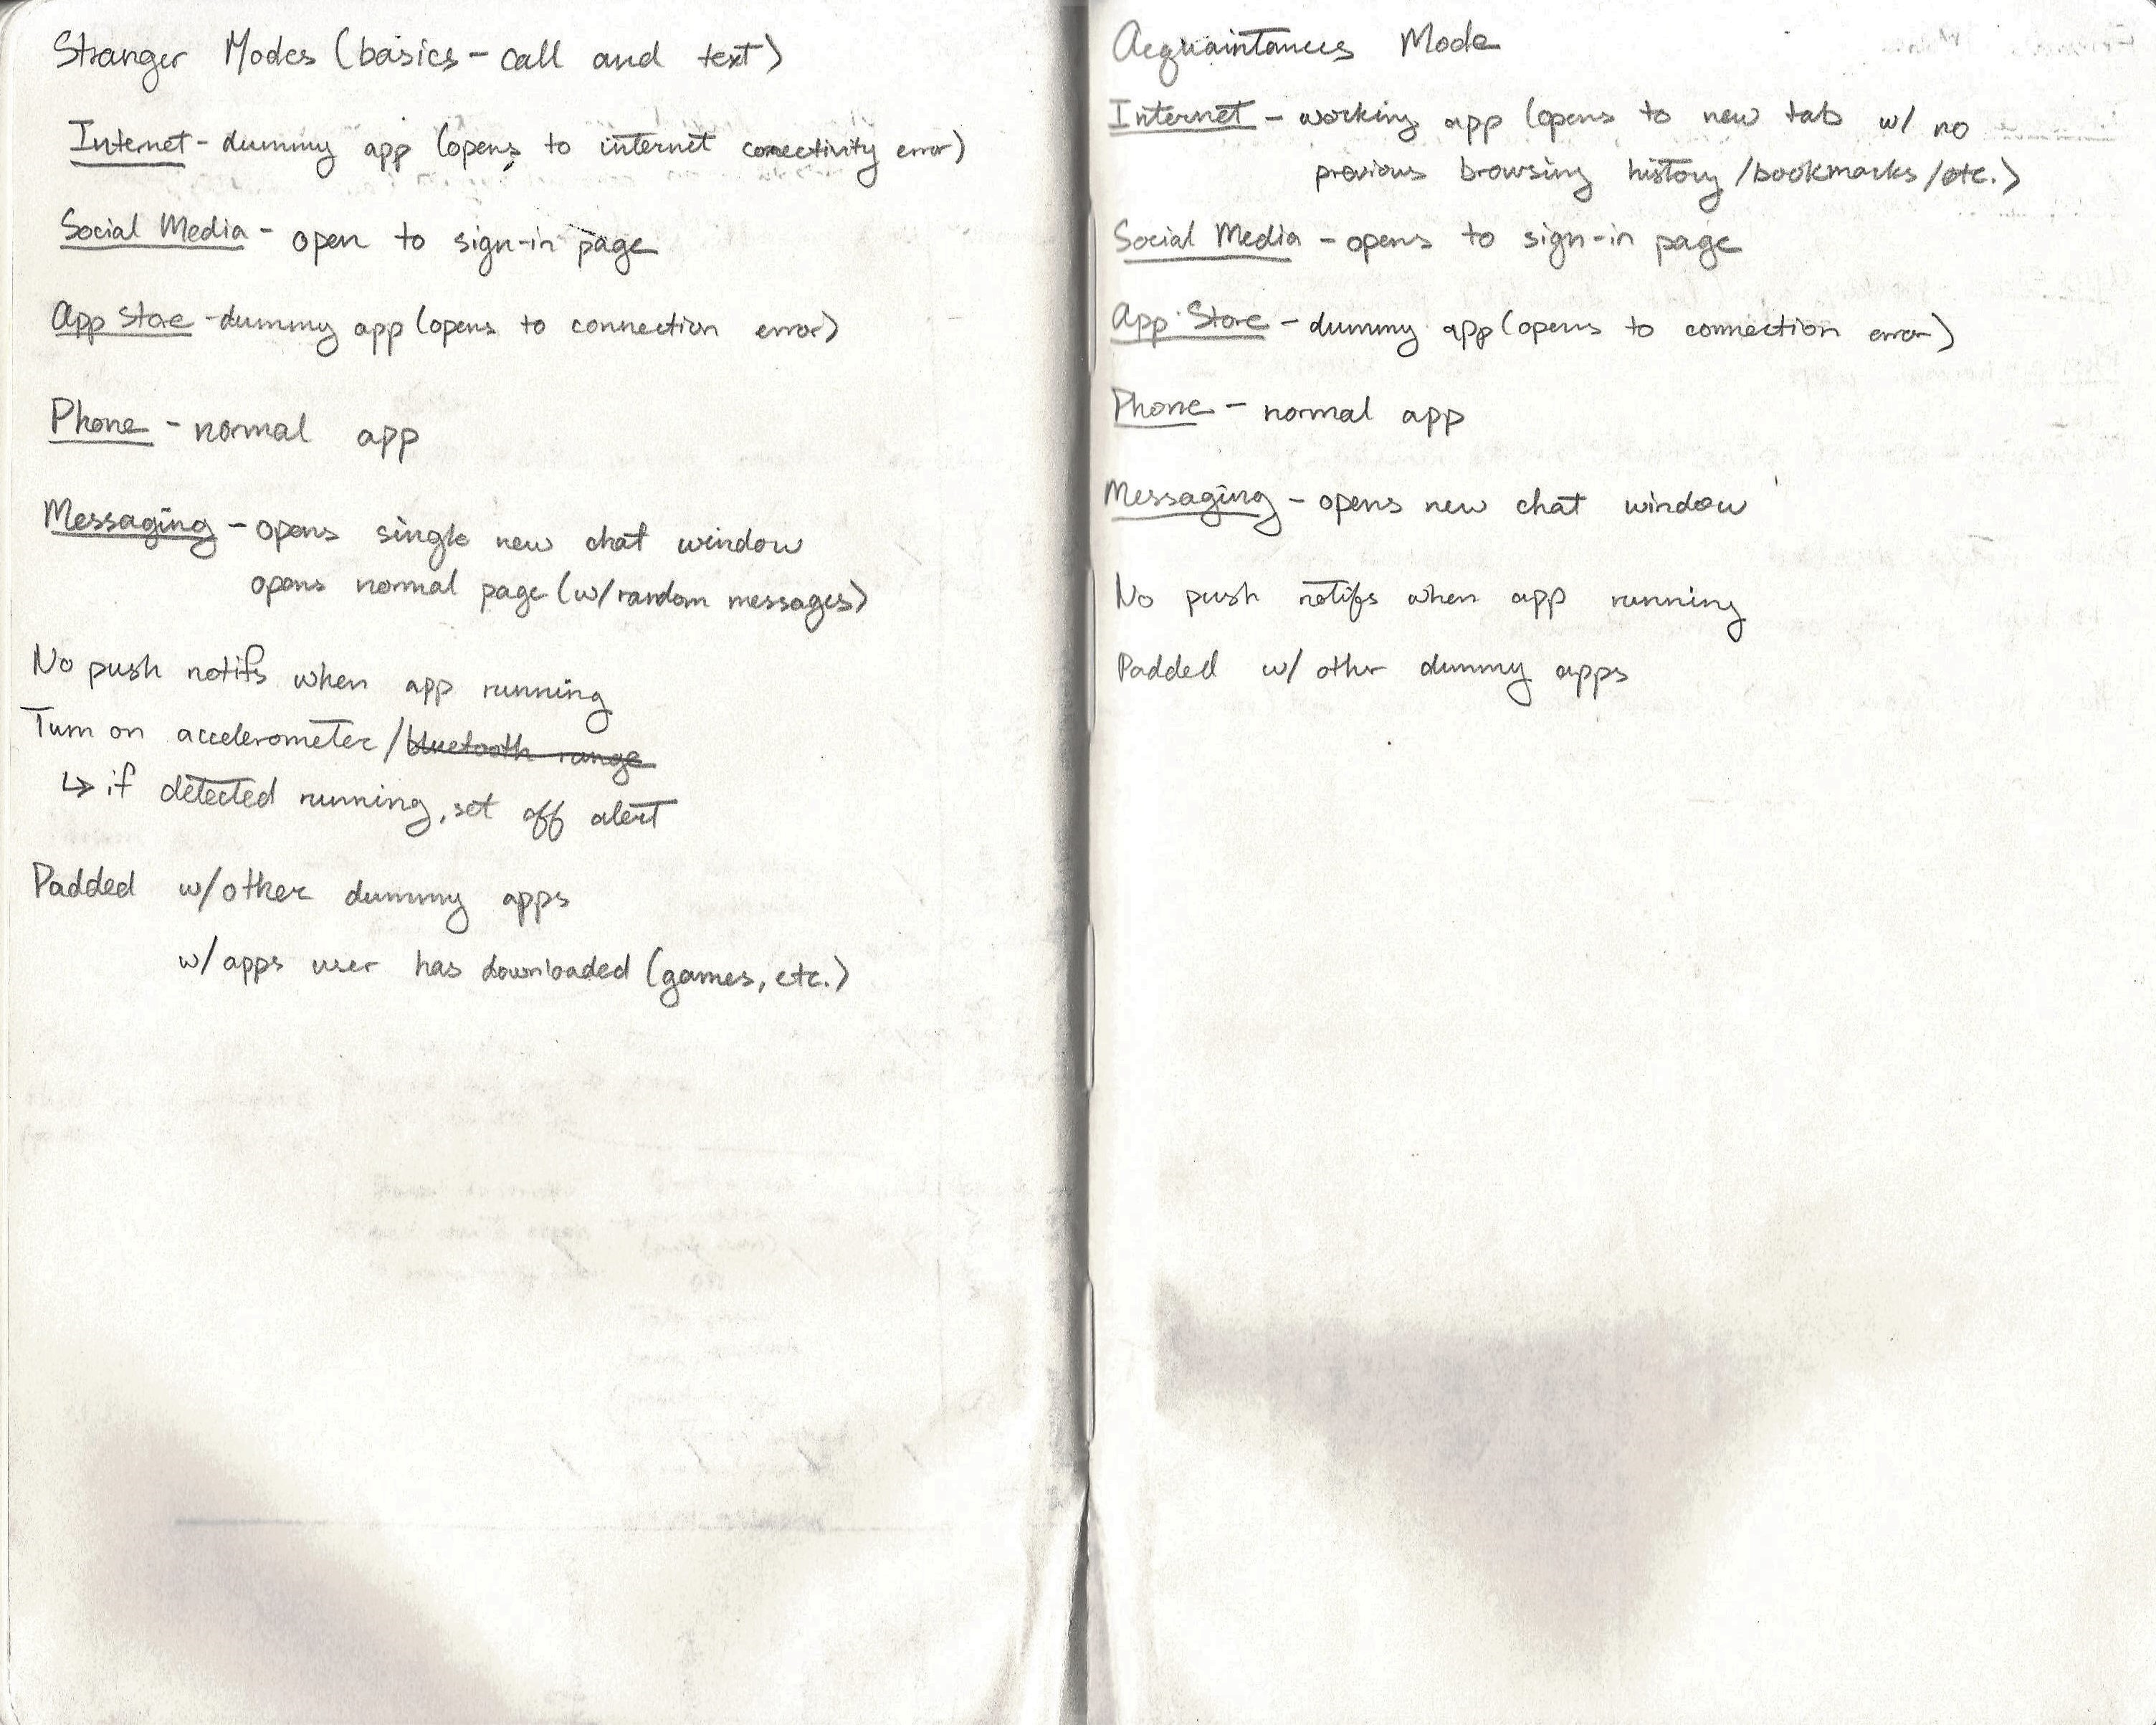 Stranger Modes (basics - call and text)
Internet - dummy app (opens to internet connectivity error)
Social Media - open to sign-in page
App Store - dummy app (opens to connection error)
Phone - normal app
Messaging - opens single new chat window
opens normal page (w/random messages)
No push notifs when app running
Turn on accelerometer / bluetooth range
↳ if detected running, set off alert
Padded w/other dummy apps
w/apps user has downloaded (games, etc.)
Acquaintances Mode
Internet - working app (opens to new tab w/ no
previous browsing history/bookmarks/etc.)
Social Media - opens to sign-in page
App Store - dummy app (opens to connection error)
Phone - normal app
Messaging - opens new chat window
No push notifs when app running
Padded w/ other dummy apps